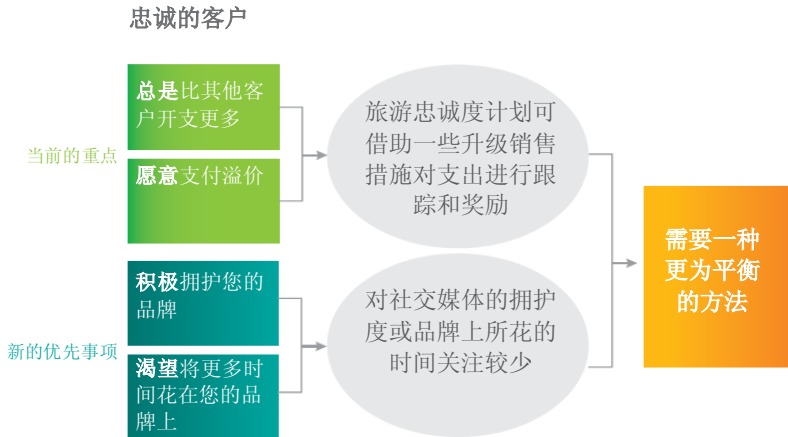 忠诚的客户
当前的重点
总是比其他客
户开支更多
愿意支付溢价
旅游忠诚度计划可
借助一些升级销售
措施对支出进行跟
踪和奖励
新的优先事项
积极拥护您的
品牌
渴望将更多时
间花在您的品
牌上
对社交媒体的拥护
度或品牌上所花的
时间关注较少
需要一种
更为平衡
的方法